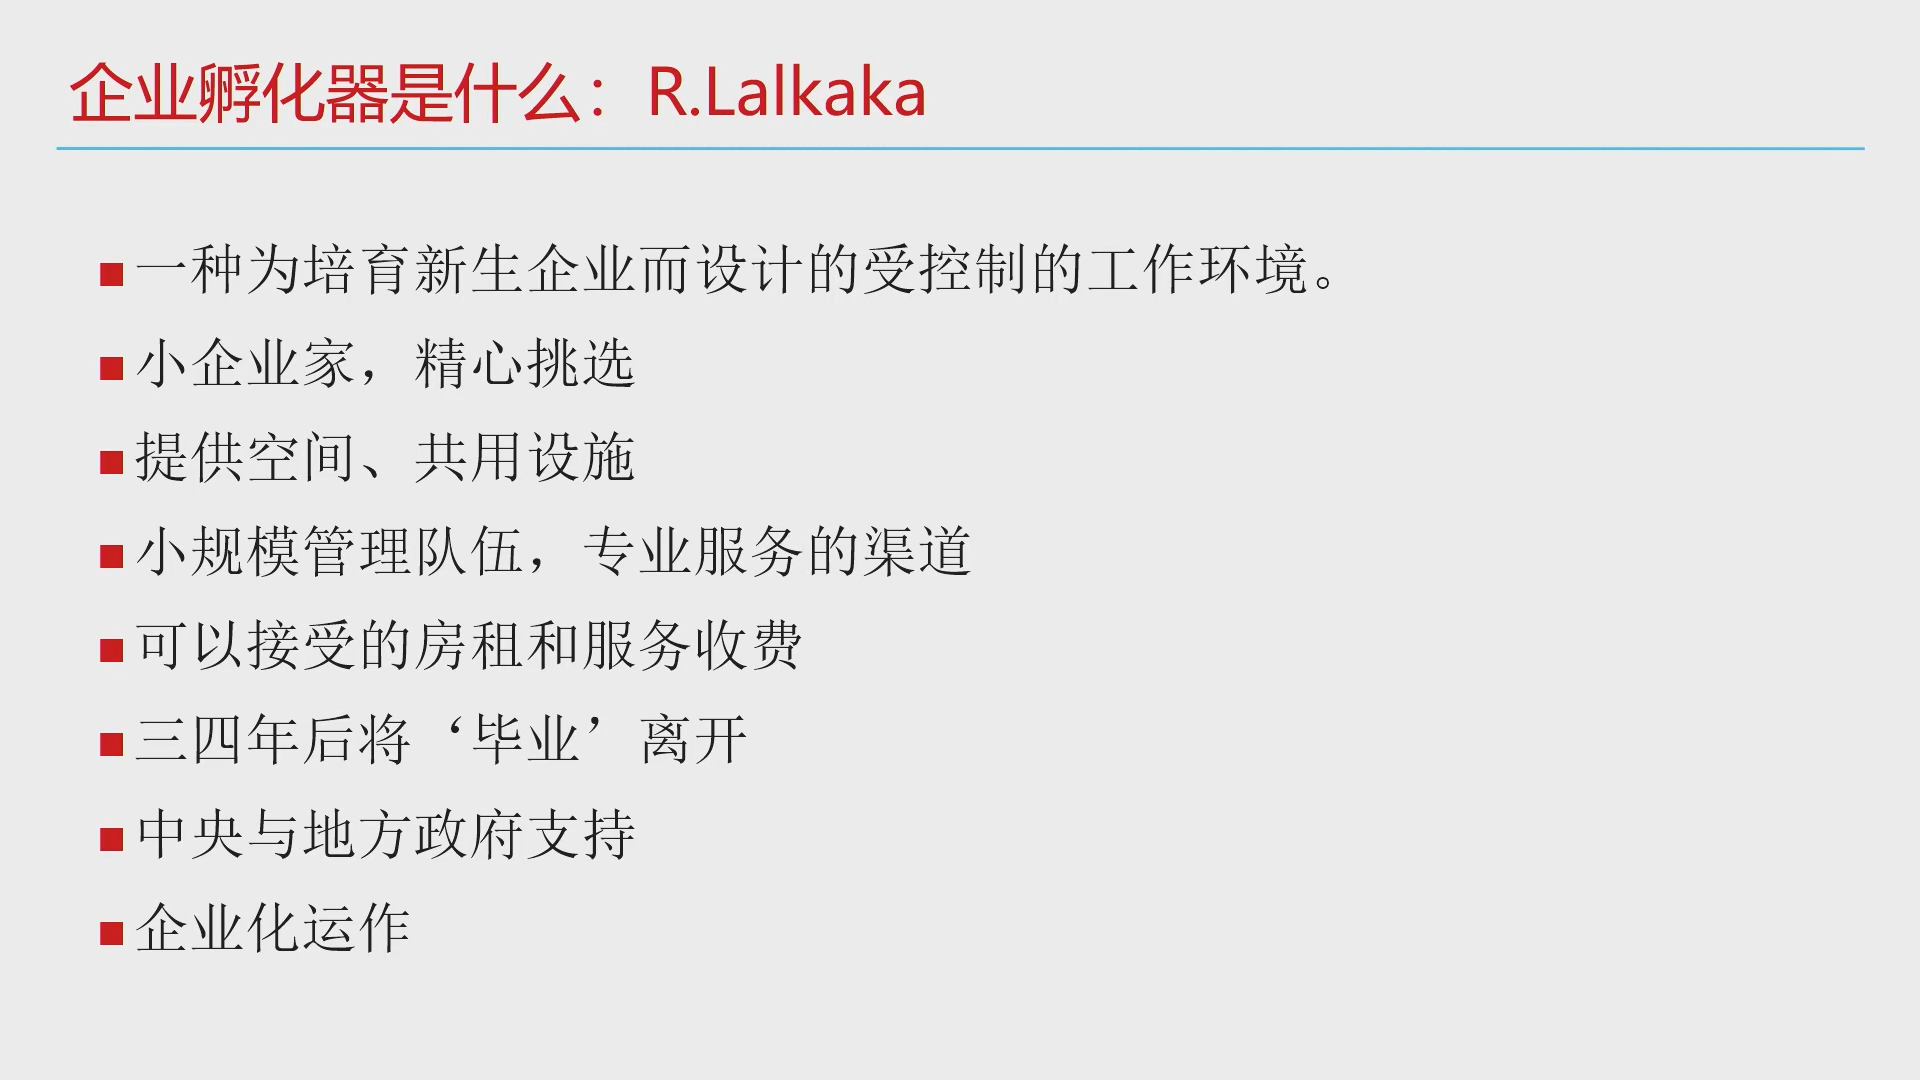 企业孵化器是什么：R.Lalkaka
一种为培育新生企业而设计的受控制的工作环境。
小企业家，精心挑选
提供空间、共用设施
小规模管理队伍，专业服务的渠道
可以接受的房租和服务收费
三四年后将‘毕业’离开
中央与地方政府支持
企业化运作